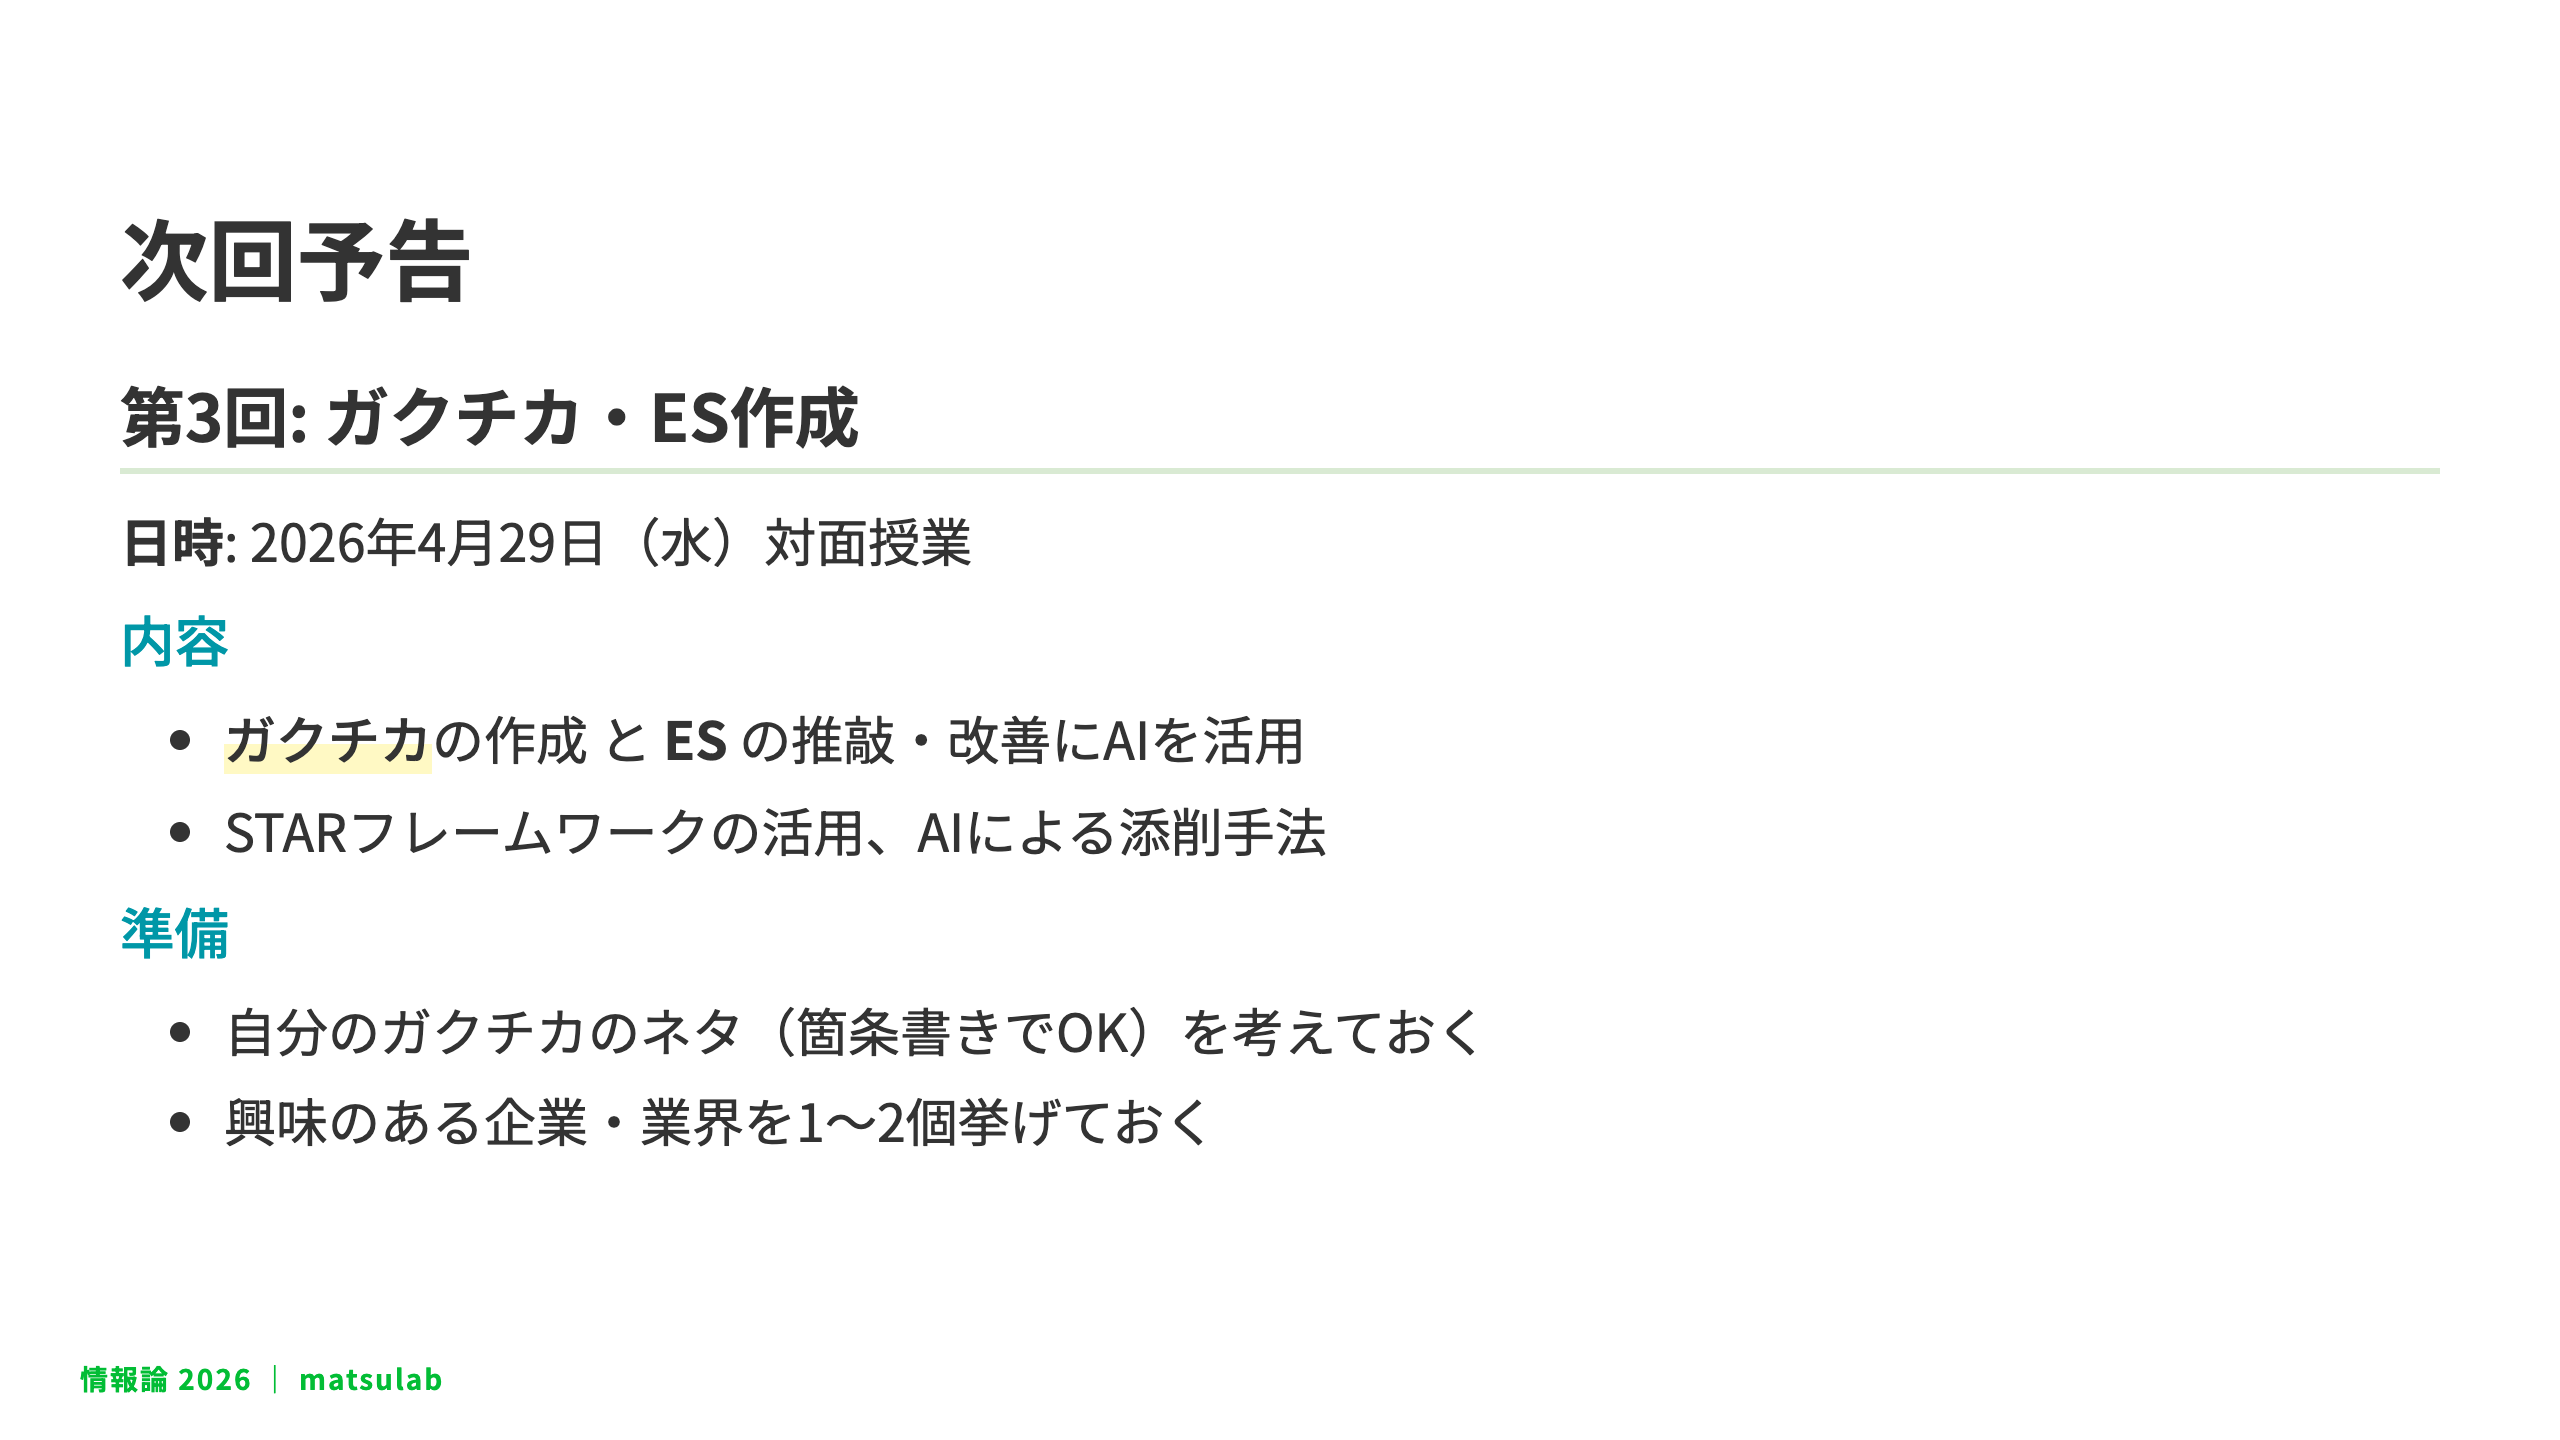 次回予告
第3回: ガクチカ・ES作成
日時: 2026年4月29日（水）対面授業
内容
• ガクチカの作成 と ES の推敲・改善にAIを活用
• STARフレームワークの活用、AIによる添削手法
準備
• 自分のガクチカのネタ（箇条書きでOK）を考えておく
• 興味のある企業・業界を1〜2個挙げておく
情報論 2026 ｜ matsulab